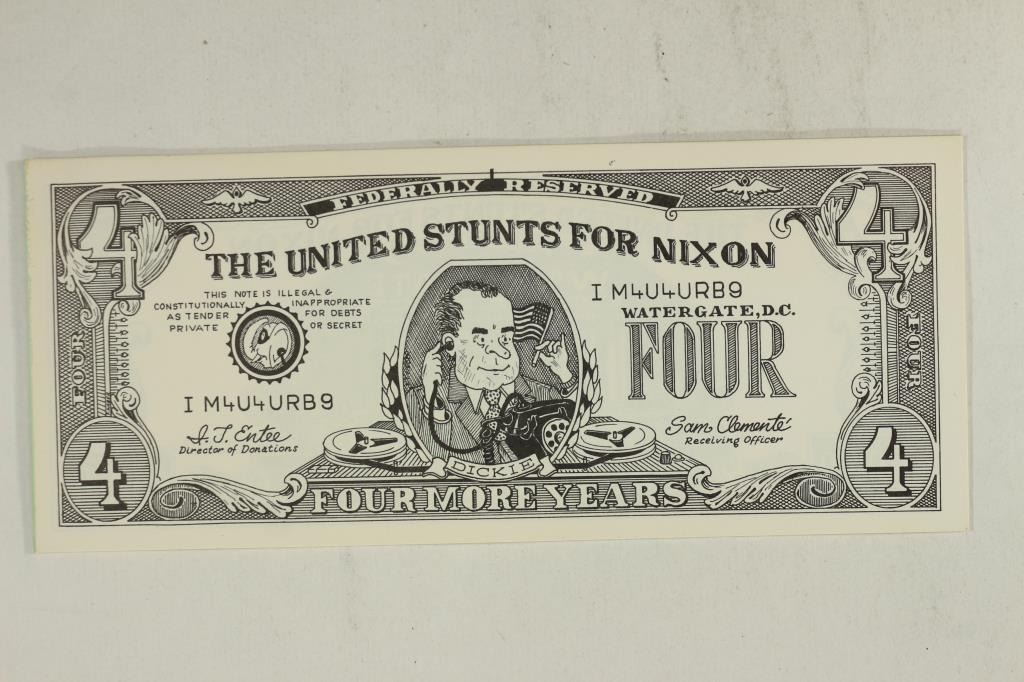 FEDERALLY RESERVED
THE UNITED STUNTS FOR NIXON
4
4
THIS NOTE IS ILLEGAL &
CONSTITUTIONALLY INAPPROPRIATE
AS TENDER FOR DEBTS
PRIVATE OR SECRET
I M4U4URB9
WATERGATE, D.C.
FOUR
FOUR
FOUR
I M4U4URB9
I. T. Entee
Director of Donations
Sam Clementé
Receiving Officer
4
4
DICKIE
FOUR MORE YEARS